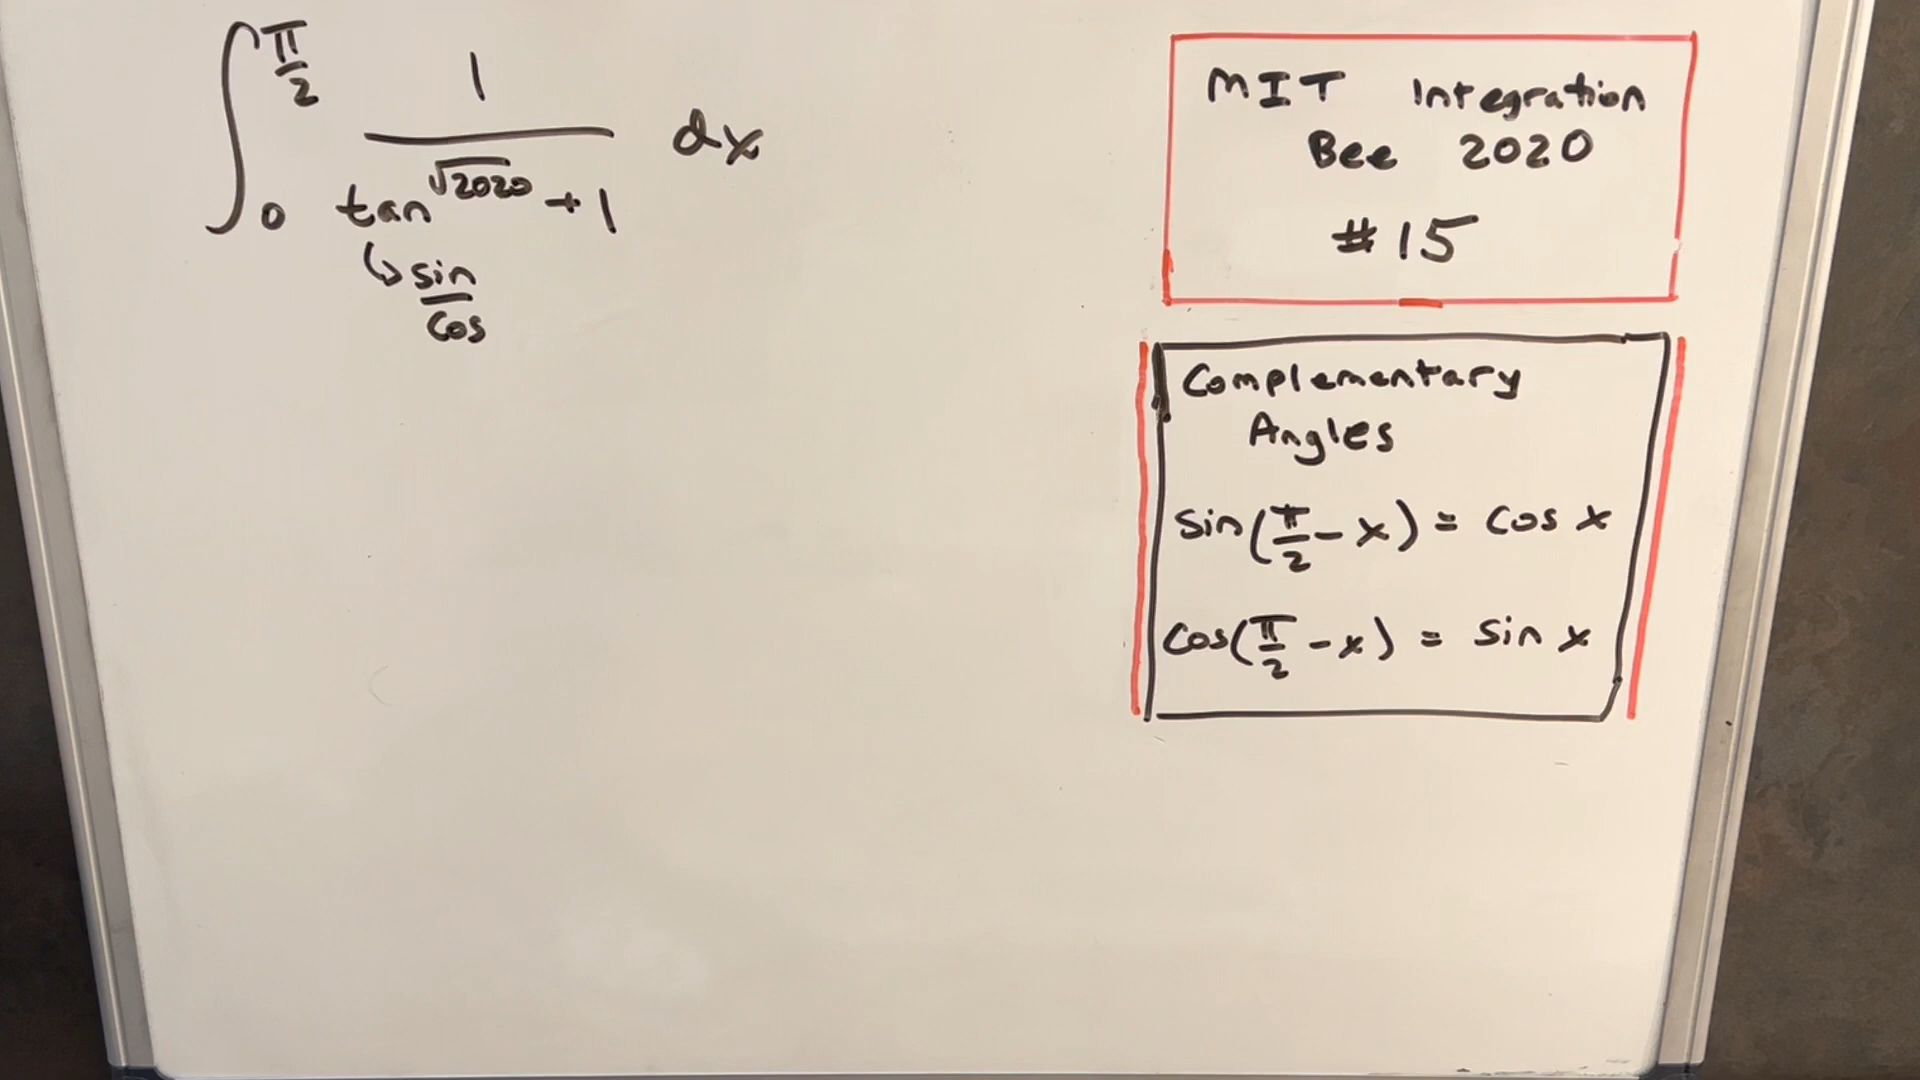 ∫₀^(π/2) 1/(tan^(√2020) + 1) dx
↳ sin/cos
MIT Integration
Bee 2020
#15
Complementary
Angles
sin(π/2 - x) = cos x
cos(π/2 - x) = sin x